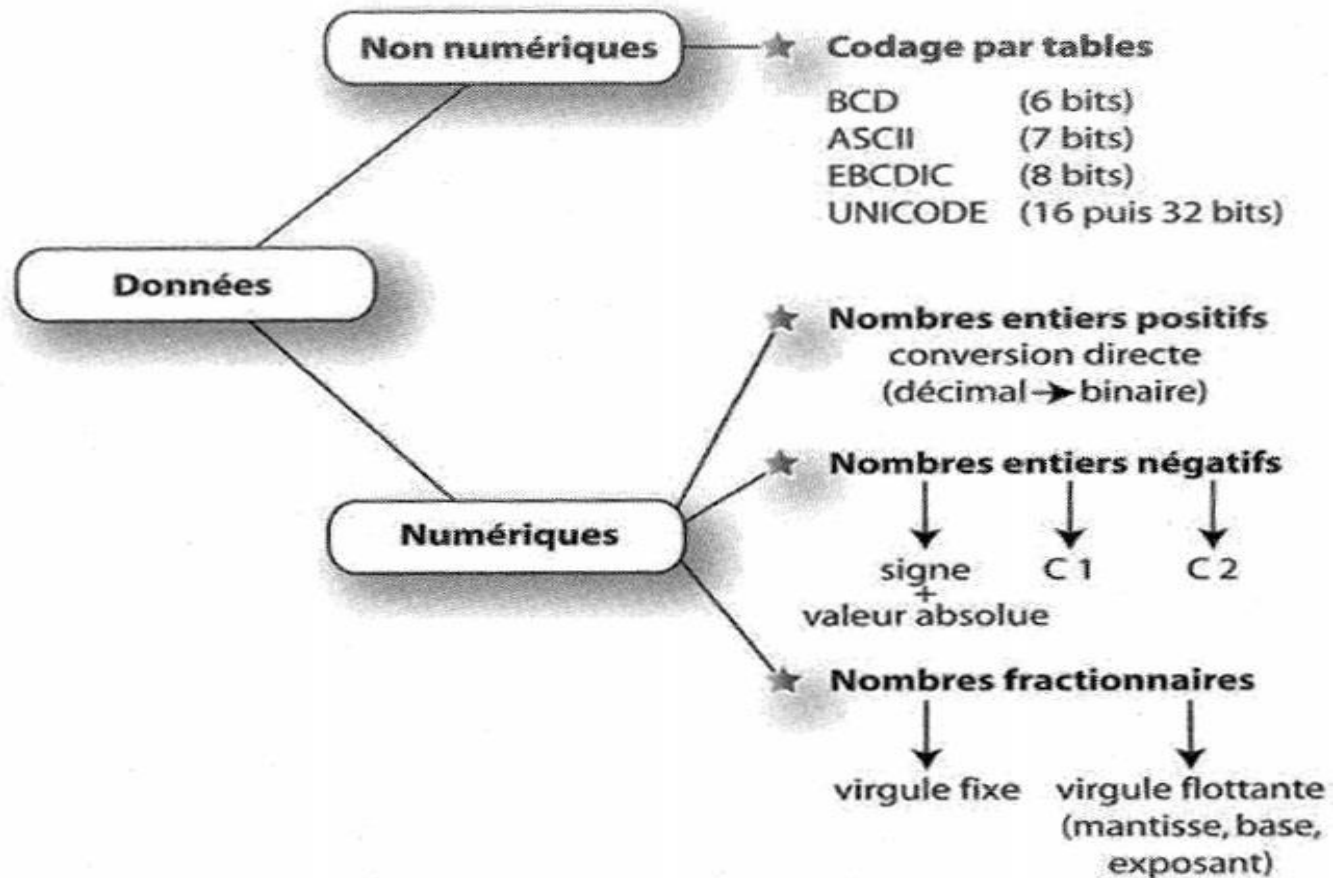 Non numériques
Codage par tables
BCD (6 bits)
ASCII (7 bits)
EBCDIC (8 bits)
UNICODE (16 puis 32 bits)
Données
Nombres entiers positifs
conversion directe
(décimal → binaire)
Nombres entiers négatifs
Numériques
signe C 1 C 2
+
valeur absolue
Nombres fractionnaires
virgule fixe virgule flottante
(mantisse, base,
exposant)